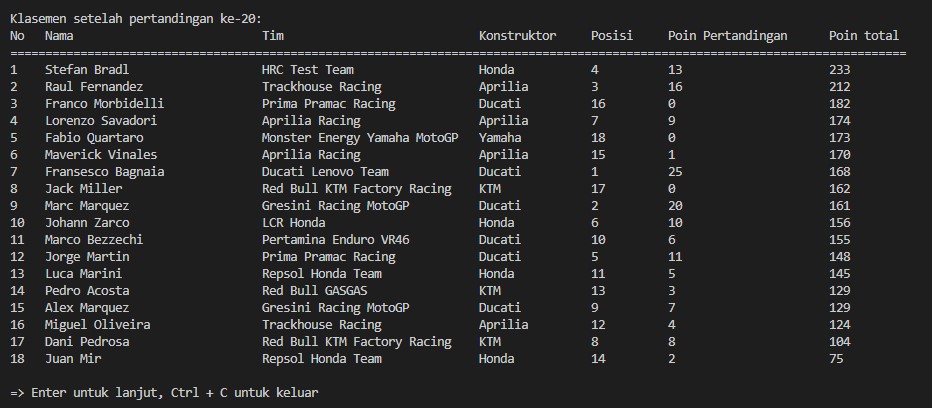 Klasemen setelah pertandingan ke-20:
No Nama Tim Konstruktor Posisi Poin Pertandingan Poin total
================================================================================================================================
1 Stefan Bradl HRC Test Team Honda 4 13 233
2 Raul Fernandez Trackhouse Racing Aprilia 3 16 212
3 Franco Morbidelli Prima Pramac Racing Ducati 16 0 182
4 Lorenzo Savadori Aprilia Racing Aprilia 7 9 174
5 Fabio Quartaro Monster Energy Yamaha MotoGP Yamaha 18 0 173
6 Maverick Vinales Aprilia Racing Aprilia 15 1 170
7 Fransesco Bagnaia Ducati Lenovo Team Ducati 1 25 168
8 Jack Miller Red Bull KTM Factory Racing KTM 17 0 162
9 Marc Marquez Gresini Racing MotoGP Ducati 2 20 161
10 Johann Zarco LCR Honda Honda 6 10 156
11 Marco Bezzechi Pertamina Enduro VR46 Ducati 10 6 155
12 Jorge Martin Prima Pramac Racing Ducati 5 11 148
13 Luca Marini Repsol Honda Team Honda 11 5 145
14 Pedro Acosta Red Bull GASGAS KTM 13 3 129
15 Alex Marquez Gresini Racing MotoGP Ducati 9 7 129
16 Miguel Oliveira Trackhouse Racing Aprilia 12 4 124
17 Dani Pedrosa Red Bull KTM Factory Racing KTM 8 8 104
18 Juan Mir Repsol Honda Team Honda 14 2 75
=> Enter untuk lanjut, Ctrl + C untuk keluar